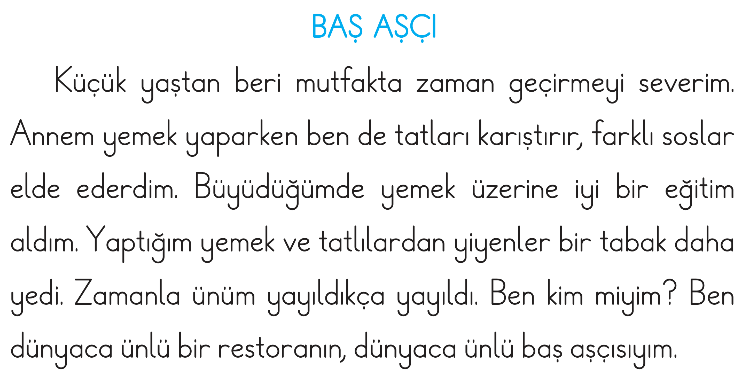 BAŞ AŞÇI
Küçük yaştan beri mutfakta zaman geçirmeyi severim.
Annem yemek yaparken ben de tatları karıştırır, farklı soslar
elde ederdim. Büyüdüğümde yemek üzerine iyi bir eğitim
aldım. Yaptığım yemek ve tatlılardan yiyenler bir tabak daha
yedi. Zamanla ünüm yayıldıkça yayıldı. Ben kim miyim? Ben
dünyaca ünlü bir restoranın, dünyaca ünlü baş aşçısıyım.